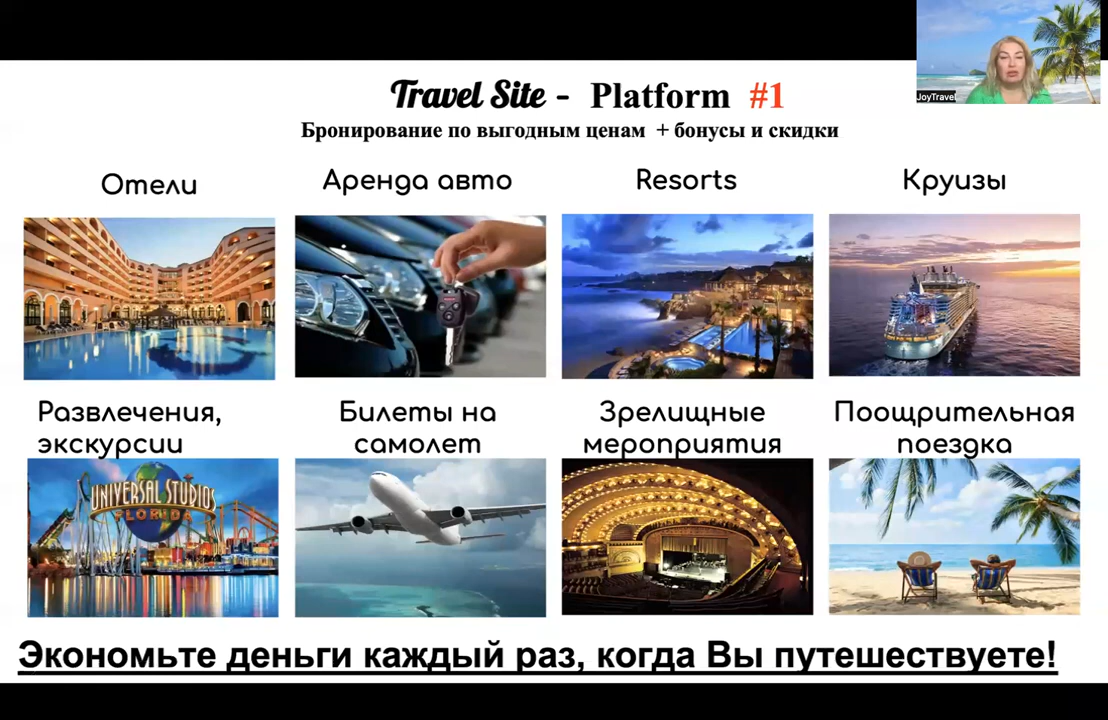 Travel Site - Platform #1
Бронирование по выгодным ценам + бонусы и скидки
JoyTravel
Отели
Аренда авто
Resorts
Круизы
Развлечения,
экскурсии
Билеты на
самолет
Зрелищные
мероприятия
Поощрительная
поездка
UNIVERSAL STUDIOS
FLORIDA
Экономьте деньги каждый раз, когда Вы путешествуете!